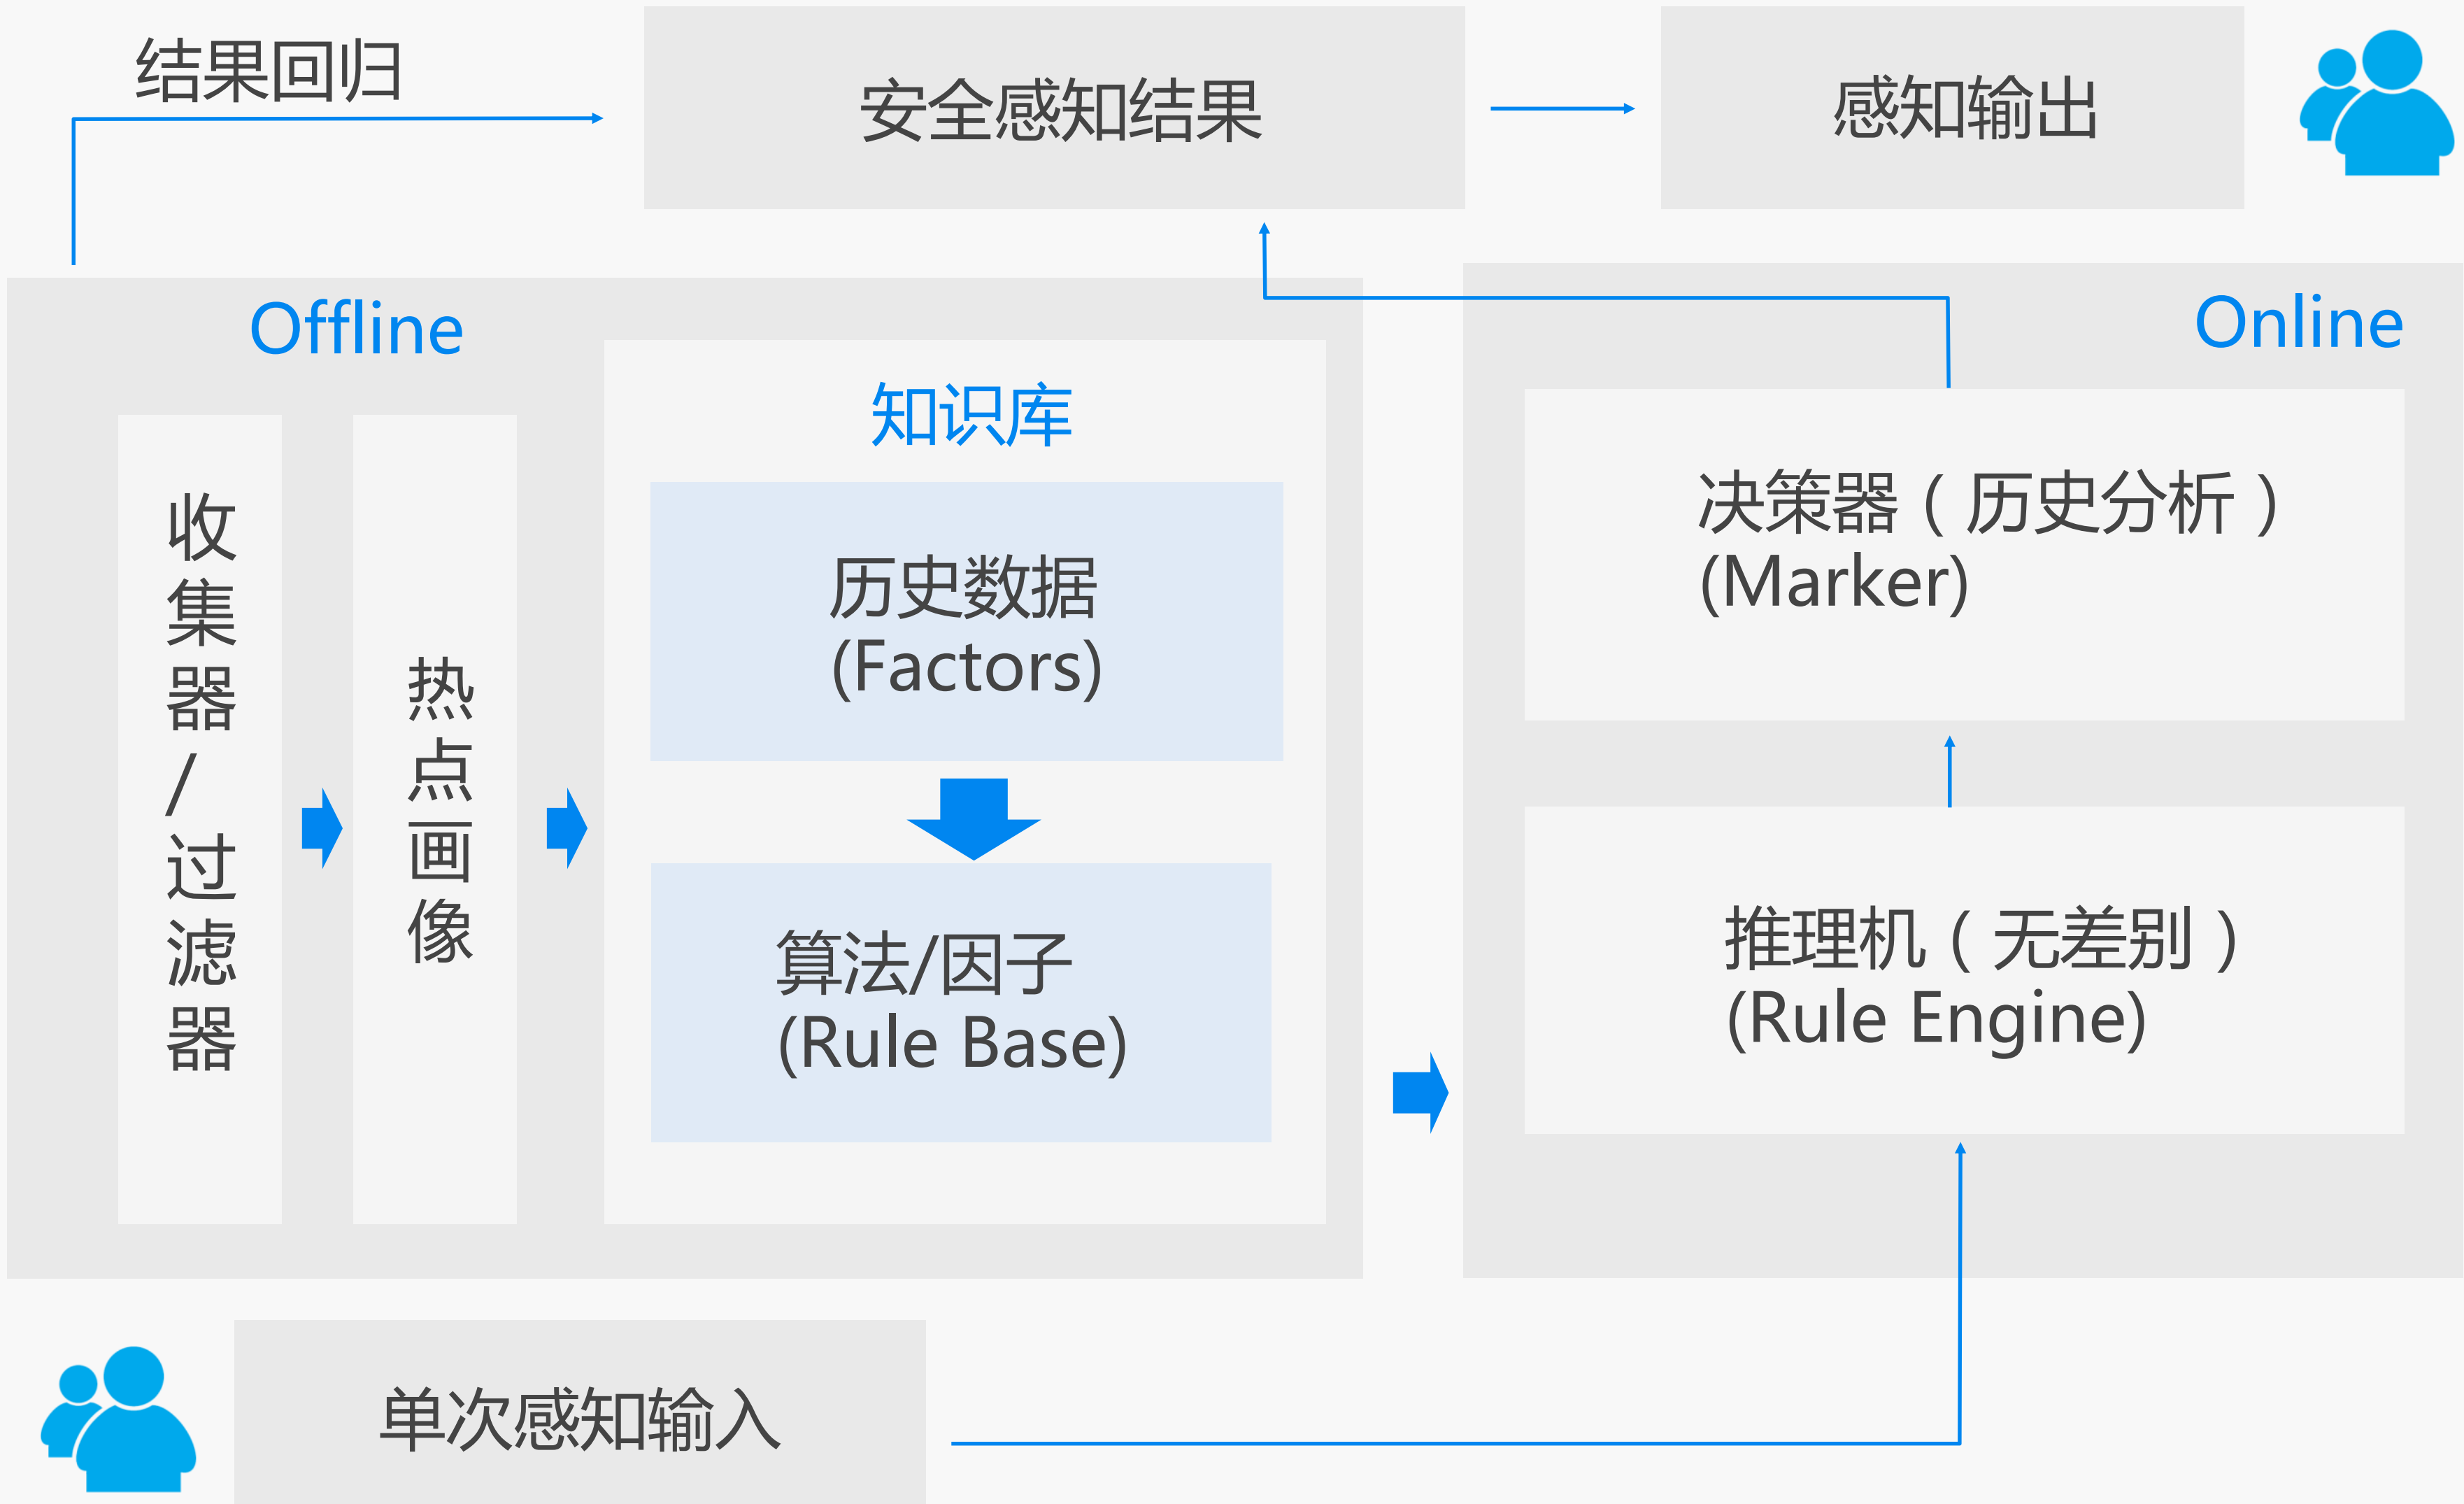 结果回归
安全感知结果
感知输出
Offline
Online
收集器/过滤器
热点画像
知识库
历史数据
(Factors)
算法/因子
(Rule Base)
决策器（历史分析）
(Marker)
推理机（无差别）
(Rule Engine)
单次感知输入